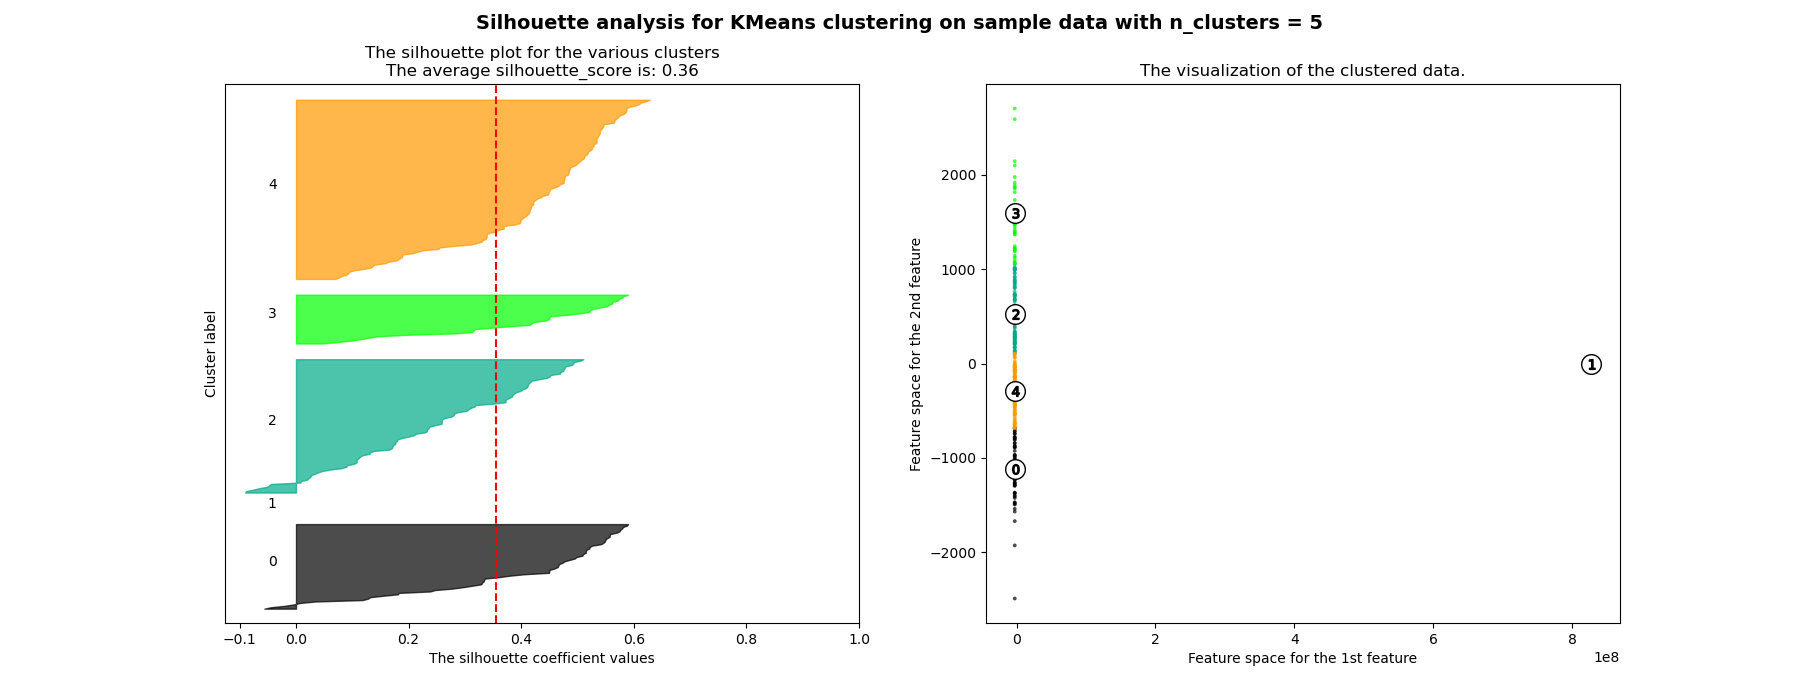 Silhouette analysis for KMeans clustering on sample data with n_clusters = 5
The silhouette plot for the various clusters
The average silhouette_score is: 0.36
4
3
2
1
0
Cluster label
−0.1 0.0 0.2 0.4 0.6 0.8 1.0
The silhouette coefficient values
The visualization of the clustered data.
2000
1000
0
−1000
−2000
Feature space for the 2nd feature
3
2
1
4
0
0 2 4 6 8
1e8
Feature space for the 1st feature